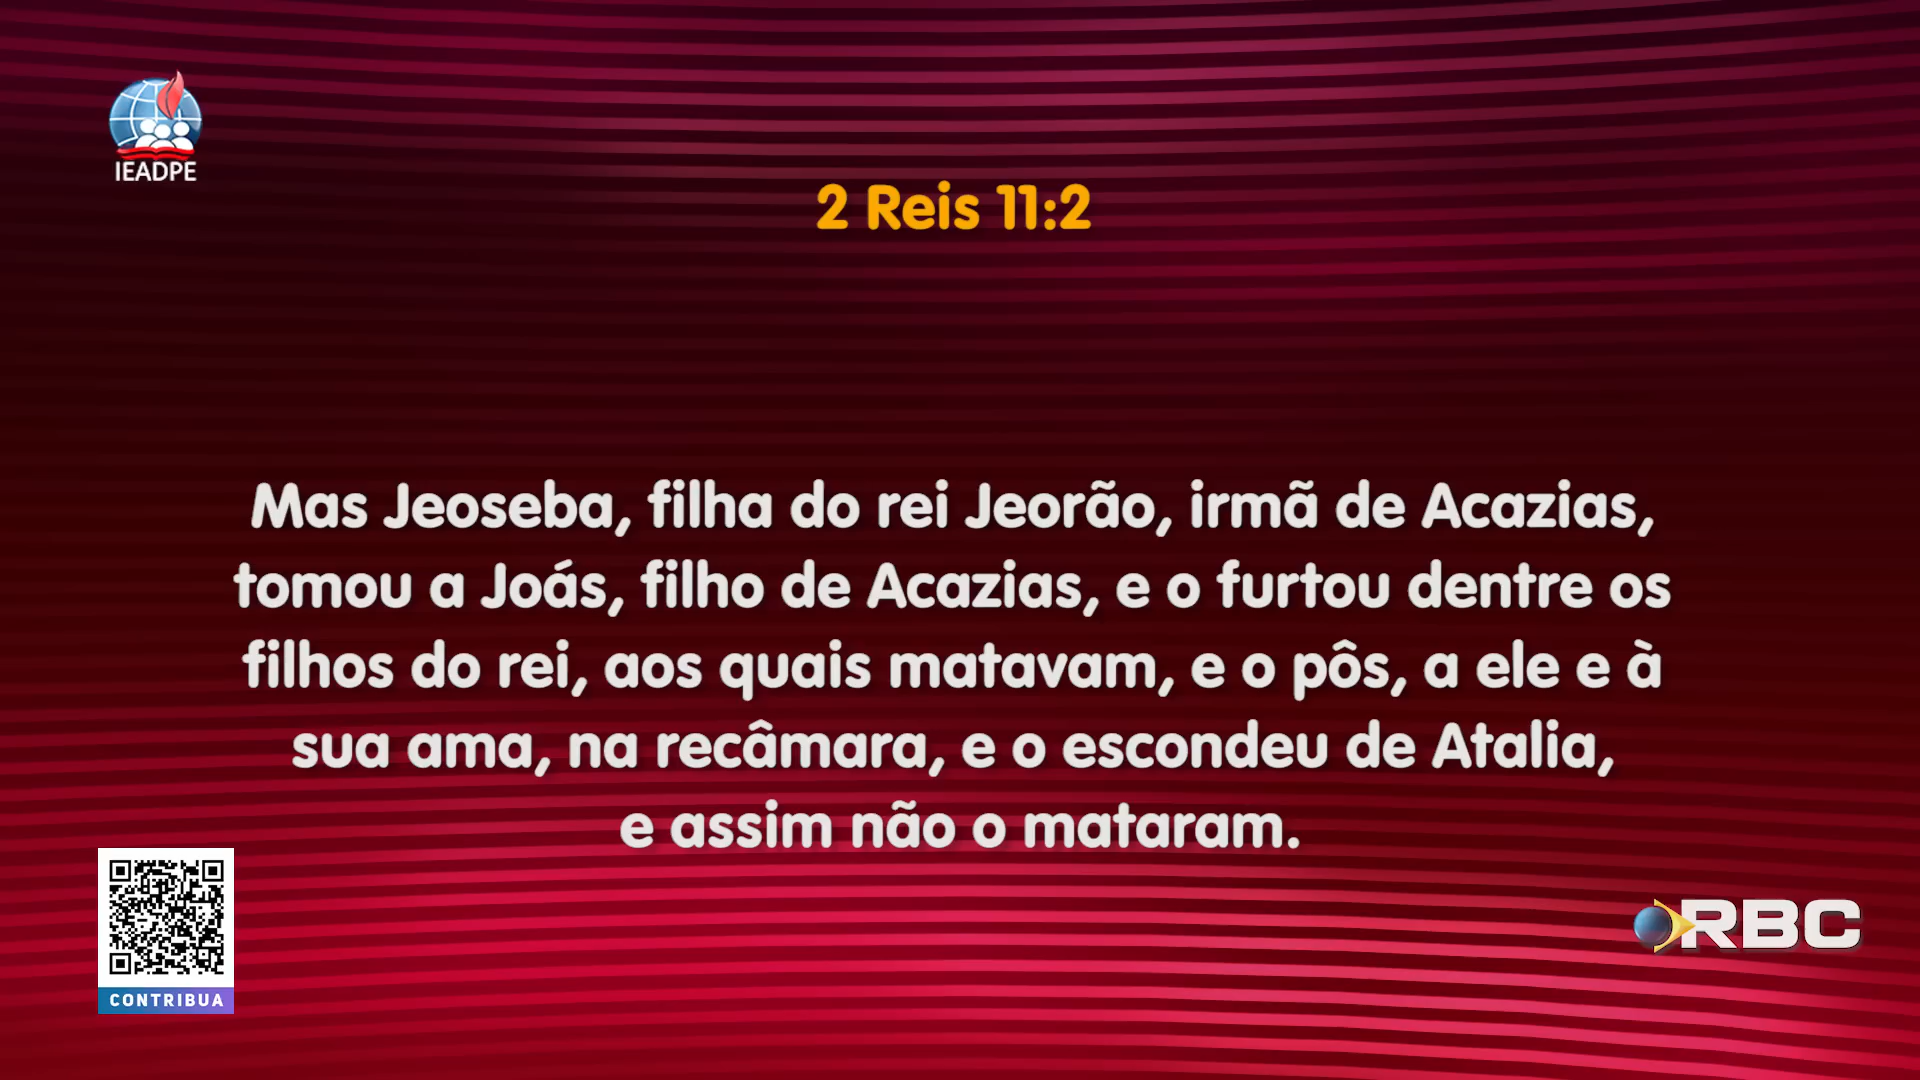 IEADPE
2 Reis 11:2
Mas Jeoseba, filha do rei Jeorão, irmã de Acazias,
tomou a Joás, filho de Acazias, e o furtou dentre os
filhos do rei, aos quais matavam, e o pôs, a ele e à
sua ama, na recâmara, e o escondeu de Atalia,
e assim não o mataram.
RBC
CONTRIBUA